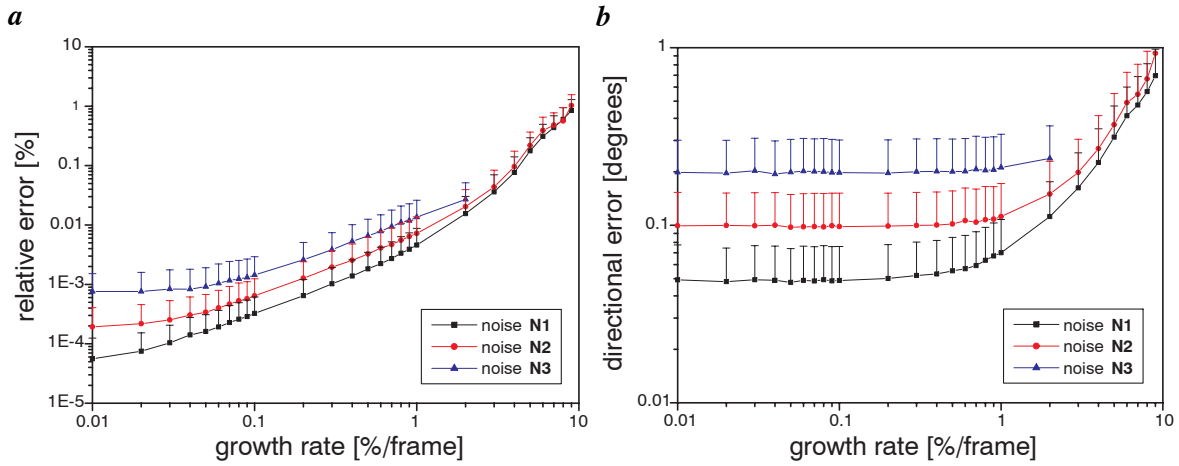 a
relative error [%]
10
1
0.1
0.01
1E-3
1E-4
1E-5
0.01
0.1
1
10
growth rate [%/frame]
noise N1
noise N2
noise N3
b
directional error [degrees]
1
0.1
0.01
0.01
0.1
1
10
growth rate [%/frame]
noise N1
noise N2
noise N3